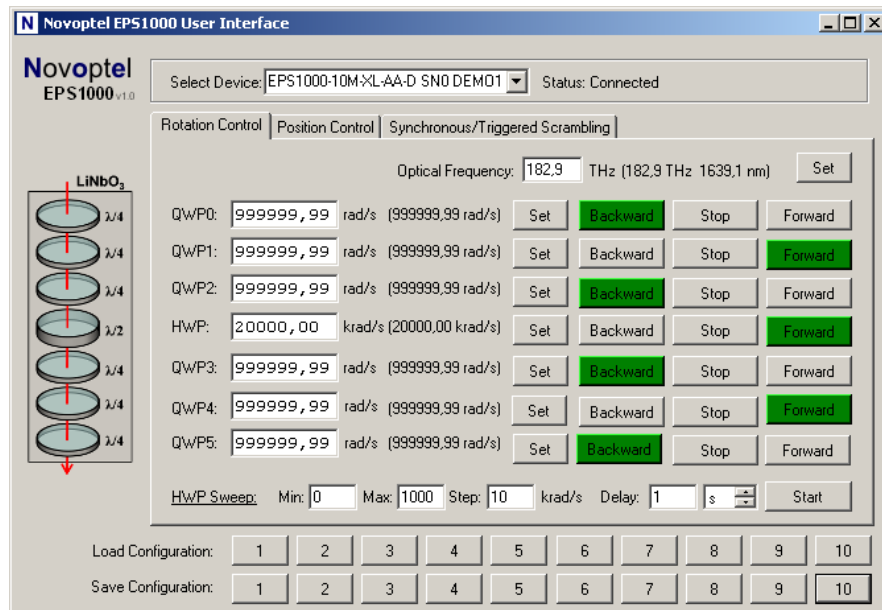 Novoptel EPS1000 User Interface
Novoptel
EPS1000 v1.0
Select Device: EPS1000-10M-XL-AA-D SN0 DEMO1 Status: Connected
Rotation Control Position Control Synchronous/Triggered Scrambling
Optical Frequency: 182,9 THz (182,9 THz 1639,1 nm) Set
LiNbO3
λ/4
λ/4
λ/4
λ/2
λ/4
λ/4
λ/4
QWP0: 999999,99 rad/s (999999,99 rad/s) Set Backward Stop Forward
QWP1: 999999,99 rad/s (999999,99 rad/s) Set Backward Stop Forward
QWP2: 999999,99 rad/s (999999,99 rad/s) Set Backward Stop Forward
HWP: 20000,00 krad/s (20000,00 krad/s) Set Backward Stop Forward
QWP3: 999999,99 rad/s (999999,99 rad/s) Set Backward Stop Forward
QWP4: 999999,99 rad/s (999999,99 rad/s) Set Backward Stop Forward
QWP5: 999999,99 rad/s (999999,99 rad/s) Set Backward Stop Forward
HWP Sweep: Min: 0 Max: 1000 Step: 10 krad/s Delay: 1 s Start
Load Configuration: 1 2 3 4 5 6 7 8 9 10
Save Configuration: 1 2 3 4 5 6 7 8 9 10